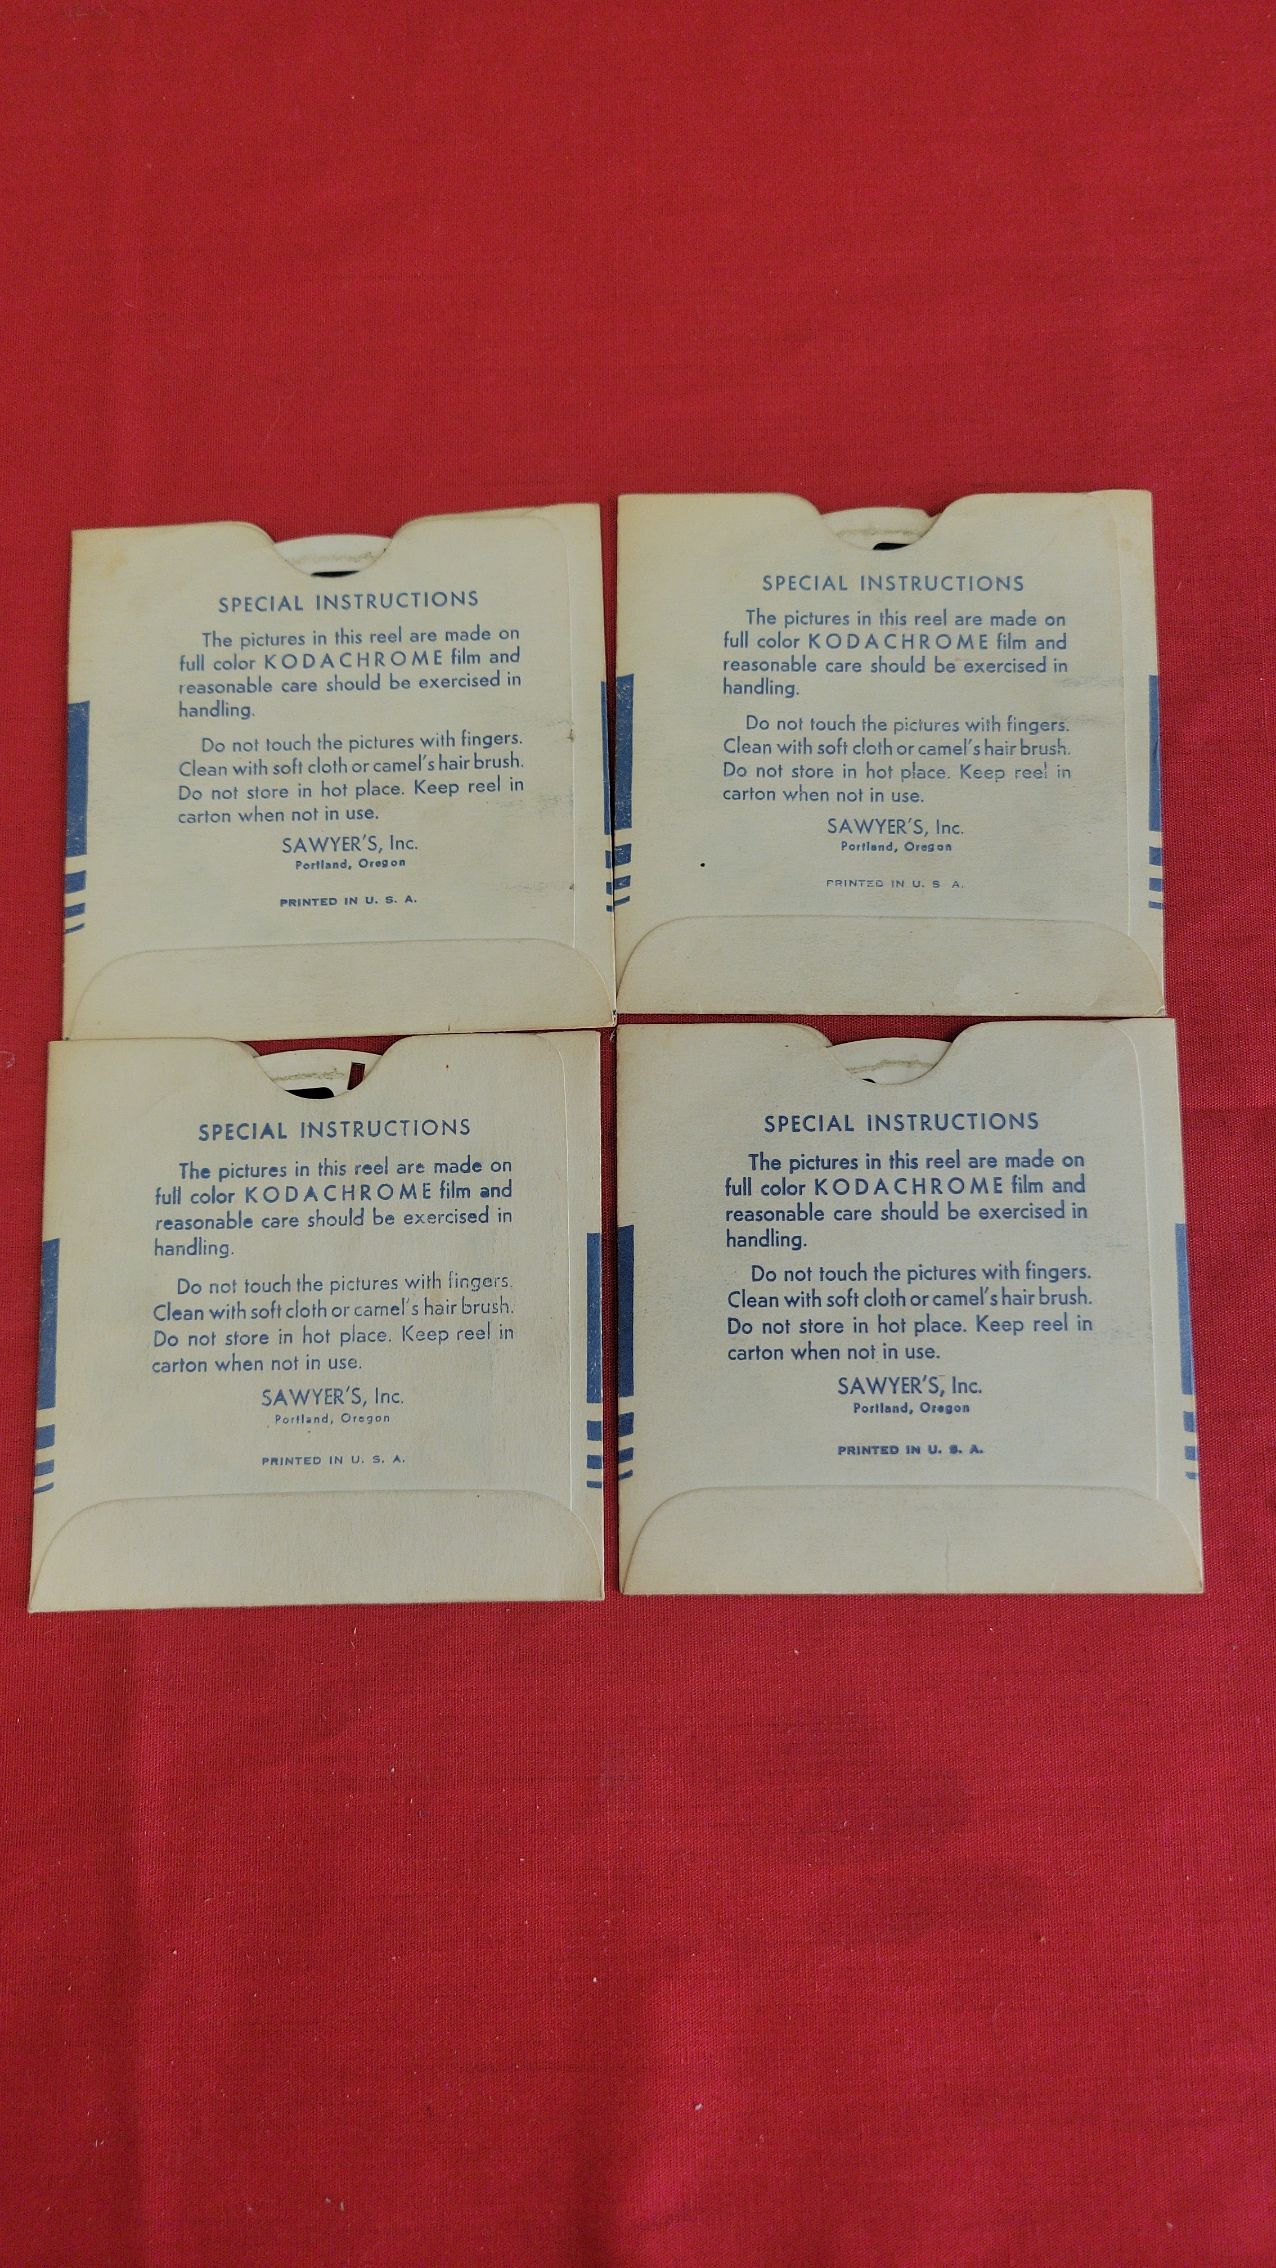 SPECIAL INSTRUCTIONS
The pictures in this reel are made on
full color KODACHROME film and
reasonable care should be exercised in
handling.
Do not touch the pictures with fingers.
Clean with soft cloth or camel's hair brush.
Do not store in hot place. Keep reel in
carton when not in use.
SAWYER'S, Inc.
Portland, Oregon
PRINTED IN U. S. A.
SPECIAL INSTRUCTIONS
The pictures in this reel are made on
full color KODACHROME film and
reasonable care should be exercised in
handling.
Do not touch the pictures with fingers.
Clean with soft cloth or camel's hair brush.
Do not store in hot place. Keep reel in
carton when not in use.
SAWYER'S, Inc.
Portland, Oregon
PRINTED IN U. S A.
SPECIAL INSTRUCTIONS
The pictures in this reel are made on
full color KODACHROME film and
reasonable care should be exercised in
handling.
Do not touch the pictures with fingers.
Clean with soft cloth or camel's hair brush.
Do not store in hot place. Keep reel in
carton when not in use.
SAWYER'S, Inc.
Portland, Oregon
PRINTED IN U. S. A.
SPECIAL INSTRUCTIONS
The pictures in this reel are made on
full color KODACHROME film and
reasonable care should be exercised in
handling.
Do not touch the pictures with fingers.
Clean with soft cloth or camel's hair brush.
Do not store in hot place. Keep reel in
carton when not in use.
SAWYER'S, Inc.
Portland, Oregon
PRINTED IN U. S. A.